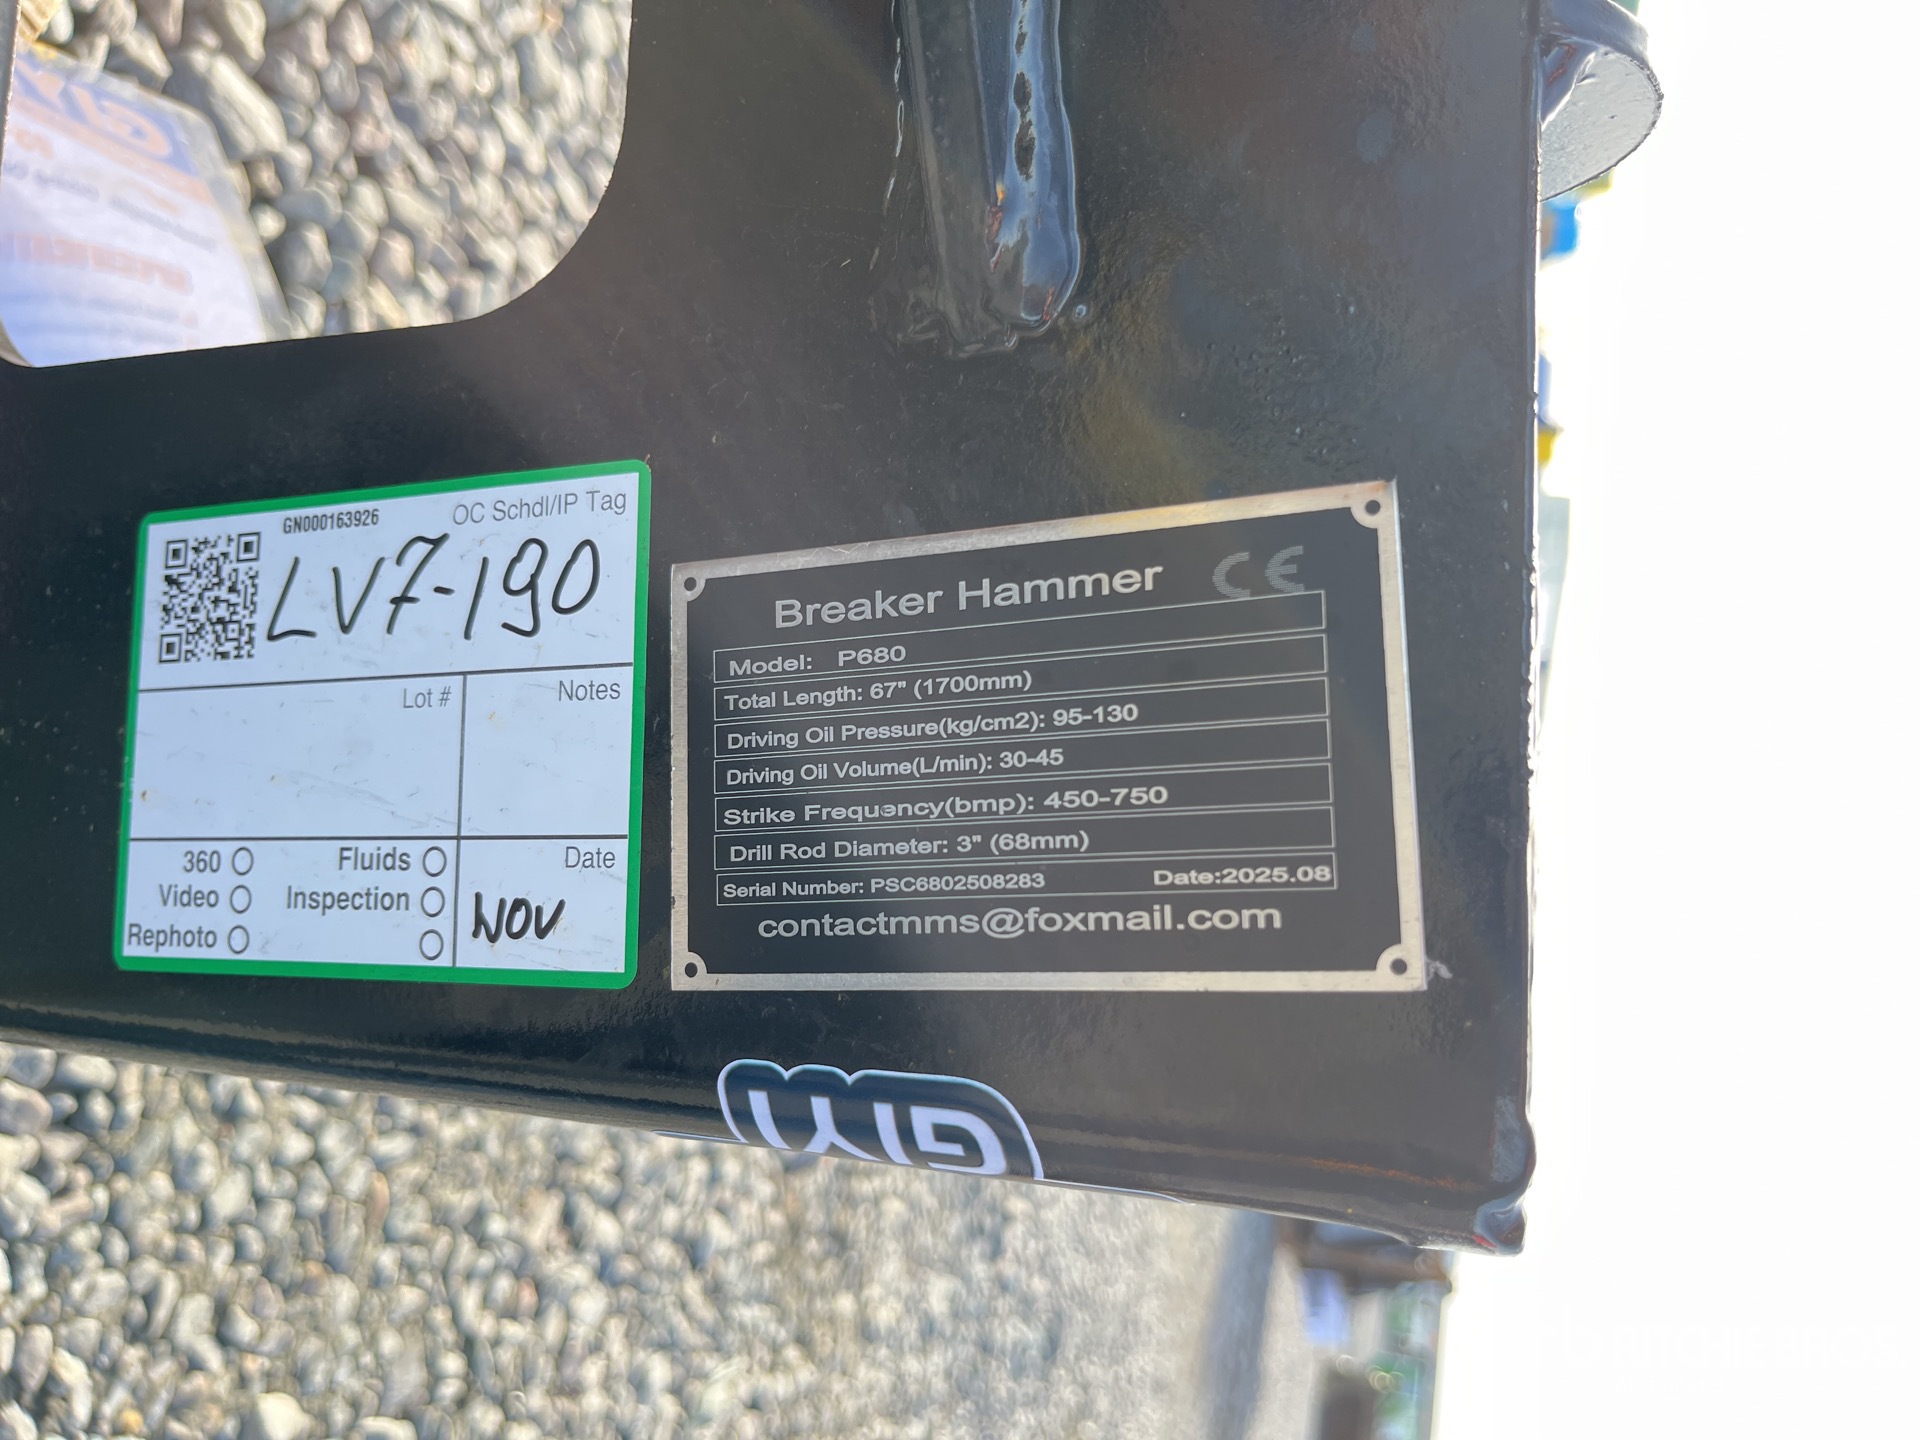 GN000163926
OC Schdl/IP Tag
LV7-190
Lot #
Notes
360
Fluids
Date
Video
Inspection
NOV
Rephoto
Breaker Hammer CE
Model: P680
Total Length: 67" (1700mm)
Driving Oil Pressure(kg/cm2): 95-130
Driving Oil Volume(L/min): 30-45
Strike Frequency(bmp): 450-750
Drill Rod Diameter: 3" (68mm)
Serial Number: PSC6802508283 Date:2025.08
contactmms@foxmail.com
GIYI